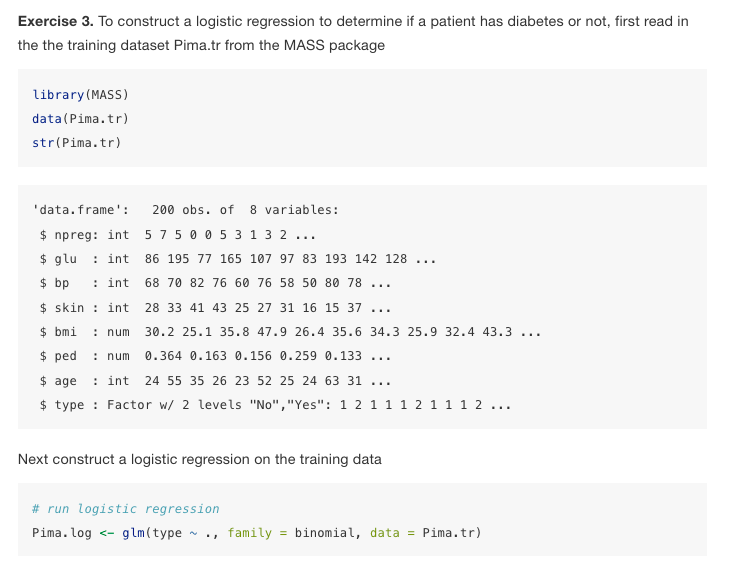 Exercise 3. To construct a logistic regression to determine if a patient has diabetes or not, first read in
the the training dataset Pima.tr from the MASS package
library(MASS)
data(Pima.tr)
str(Pima.tr)
'data.frame':   200 obs. of  8 variables:
 $ npreg: int  5 7 5 0 0 5 3 1 3 2 ...
 $ glu  : int  86 195 77 165 107 97 83 193 142 128 ...
 $ bp   : int  68 70 82 76 60 76 58 50 80 78 ...
 $ skin : int  28 33 41 43 25 27 31 16 15 37 ...
 $ bmi  : num  30.2 25.1 35.8 47.9 26.4 35.6 34.3 25.9 32.4 43.3 ...
 $ ped  : num  0.364 0.163 0.156 0.259 0.133 ...
 $ age  : int  24 55 35 26 23 52 25 24 63 31 ...
 $ type : Factor w/ 2 levels "No","Yes": 1 2 1 1 1 2 1 1 1 2 ...
Next construct a logistic regression on the training data
# run logistic regression
Pima.log <- glm(type ~ ., family = binomial, data = Pima.tr)